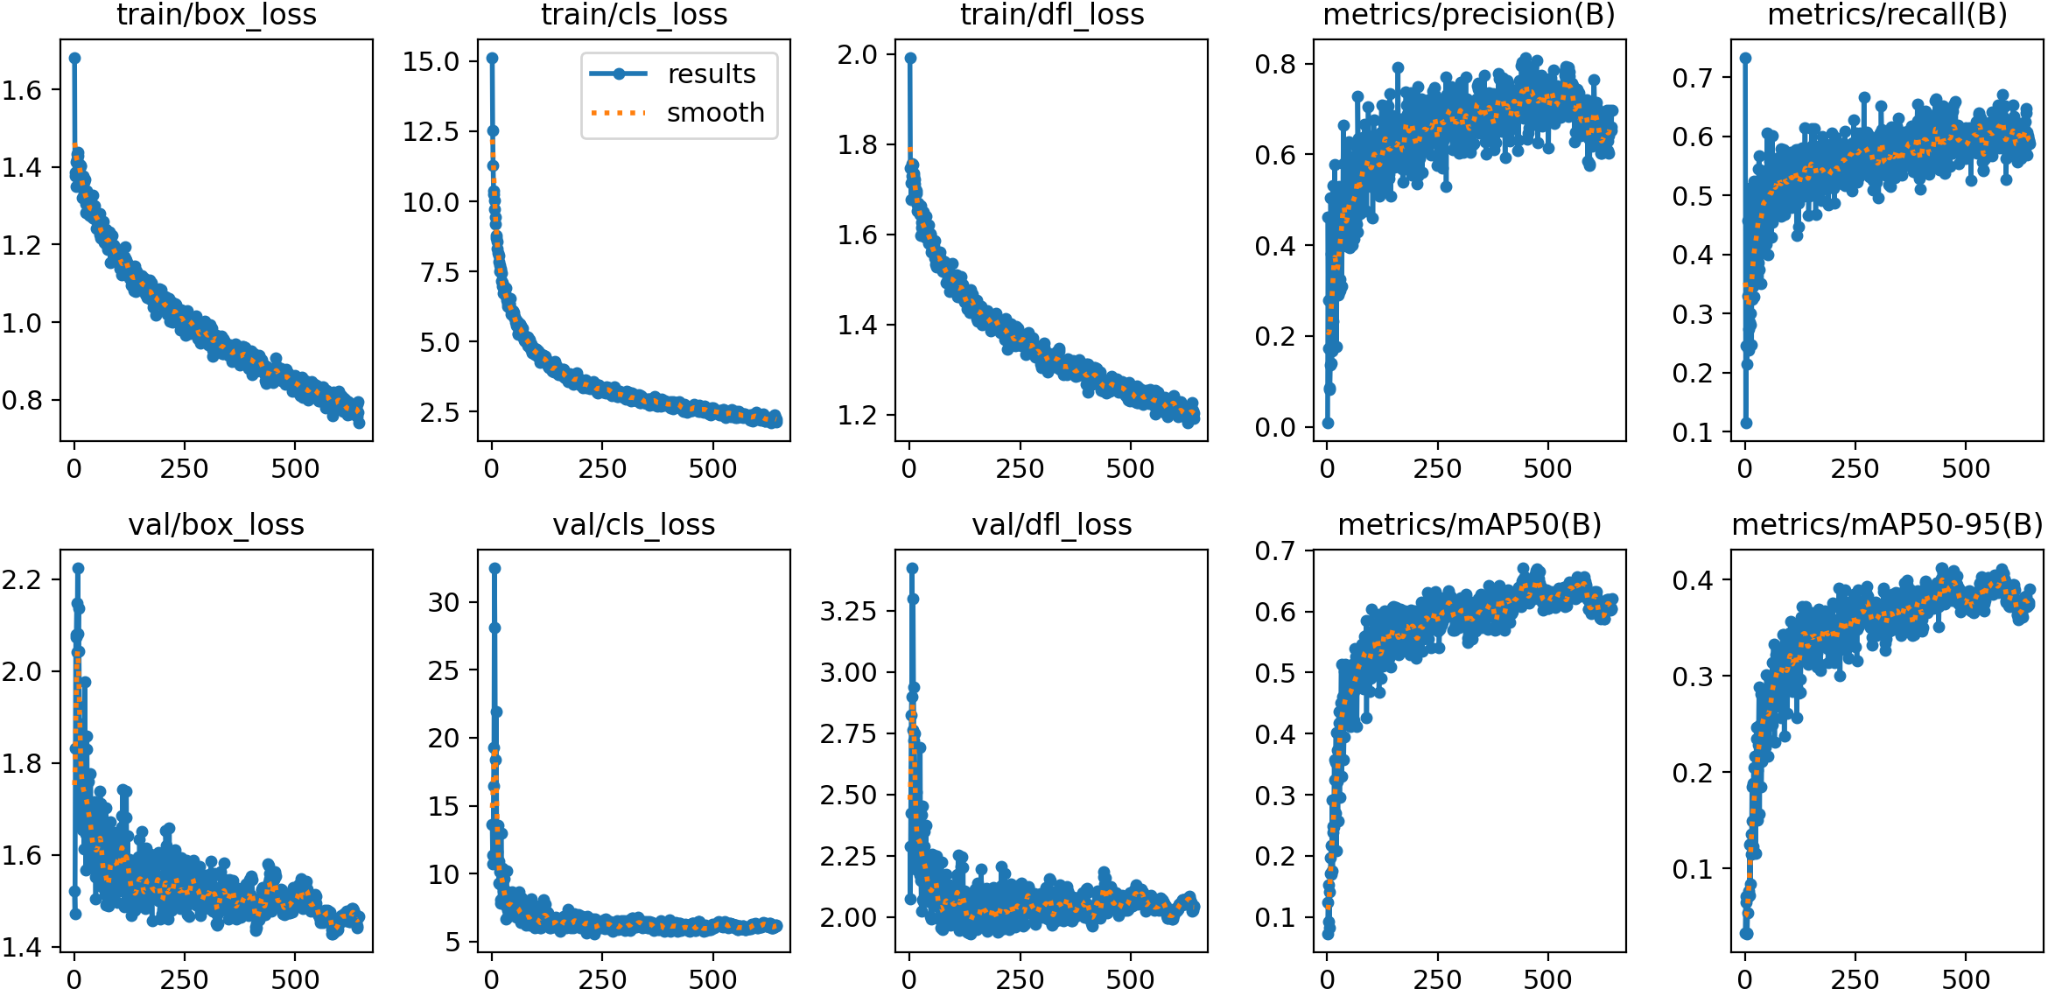 train/box_loss
1.6
1.4
1.2
1.0
0.8
0 250 500
train/cls_loss
results
smooth
15.0
12.5
10.0
7.5
5.0
2.5
0 250 500
train/dfl_loss
2.0
1.8
1.6
1.4
1.2
0 250 500
metrics/precision(B)
0.8
0.6
0.4
0.2
0.0
0 250 500
metrics/recall(B)
0.7
0.6
0.5
0.4
0.3
0.2
0.1
0 250 500
val/box_loss
2.2
2.0
1.8
1.6
1.4
0 250 500
val/cls_loss
30
25
20
15
10
5
0 250 500
val/dfl_loss
3.25
3.00
2.75
2.50
2.25
2.00
0 250 500
metrics/mAP50(B)
0.7
0.6
0.5
0.4
0.3
0.2
0.1
0 250 500
metrics/mAP50-95(B)
0.4
0.3
0.2
0.1
0 250 500